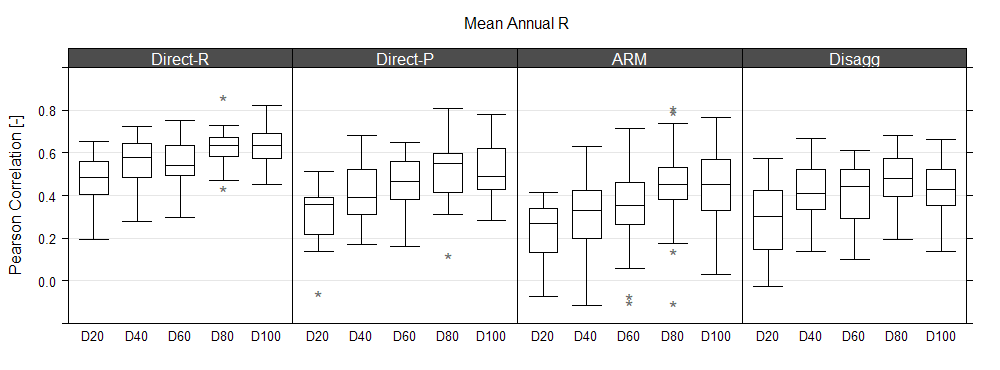 Mean Annual R
Direct-R Direct-P ARM Disagg
Pearson Correlation [-]
0.8
0.6
0.4
0.2
0.0
D20 D40 D60 D80 D100 D20 D40 D60 D80 D100 D20 D40 D60 D80 D100 D20 D40 D60 D80 D100